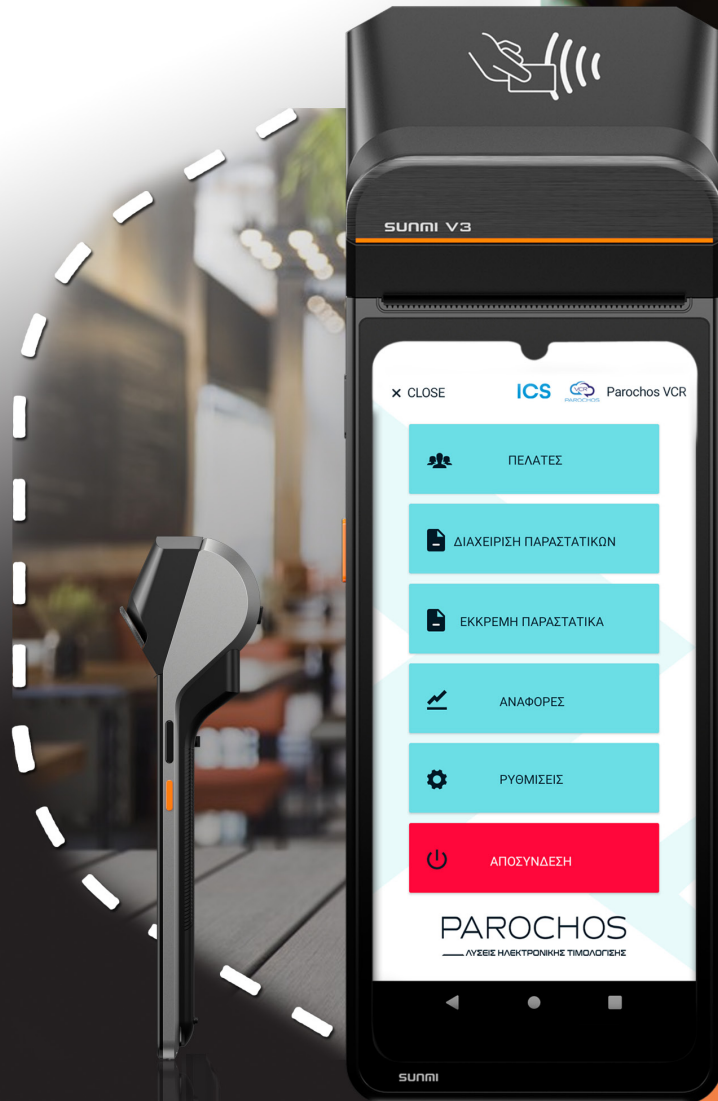 SUNMI V3
× CLOSE
ICS
VCR
PAROCHOS
Parochos VCR
ΠΕΛΑΤΕΣ
ΔΙΑΧΕΙΡΙΣΗ ΠΑΡΑΣΤΑΤΙΚΩΝ
ΕΚΚΡΕΜΗ ΠΑΡΑΣΤΑΤΙΚΑ
ΑΝΑΦΟΡΕΣ
ΡΥΘΜΙΣΕΙΣ
ΑΠΟΣΥΝΔΕΣΗ
PAROCHOS
ΛΥΣΕΙΣ ΗΛΕΚΤΡΟΝΙΚΗΣ ΤΙΜΟΛΟΓΙΣΗΣ
SUNMI